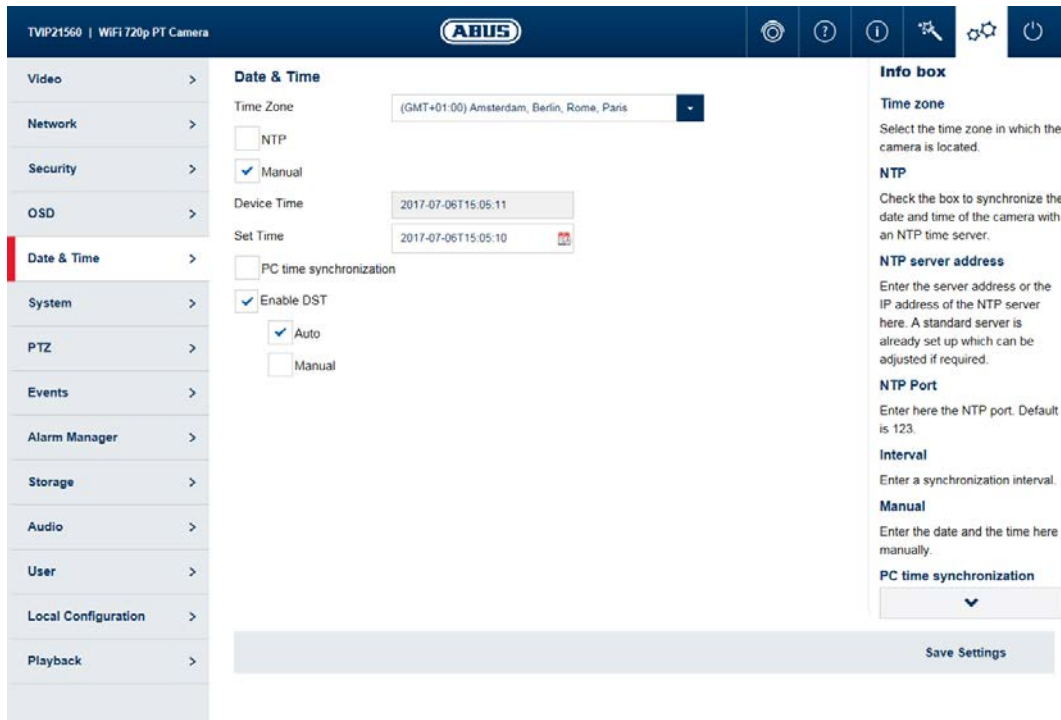 TVIP21560 | WiFi 720p PT Camera
ABUS
Video
Network
Security
OSD
Date & Time
System
PTZ
Events
Alarm Manager
Storage
Audio
User
Local Configuration
Playback
Date & Time
Time Zone
(GMT+01:00) Amsterdam, Berlin, Rome, Paris
NTP
Manual
Device Time
2017-07-06T15:05:11
Set Time
2017-07-06T15:05:10
PC time synchronization
Enable DST
Auto
Manual
Info box
Time zone
Select the time zone in which the
camera is located.
NTP
Check the box to synchronize the
date and time of the camera with
an NTP time server.
NTP server address
Enter the server address or the
IP address of the NTP server
here. A standard server is
already set up which can be
adjusted if required.
NTP Port
Enter here the NTP port. Default
is 123.
Interval
Enter a synchronization interval.
Manual
Enter the date and the time here
manually.
PC time synchronization
Save Settings